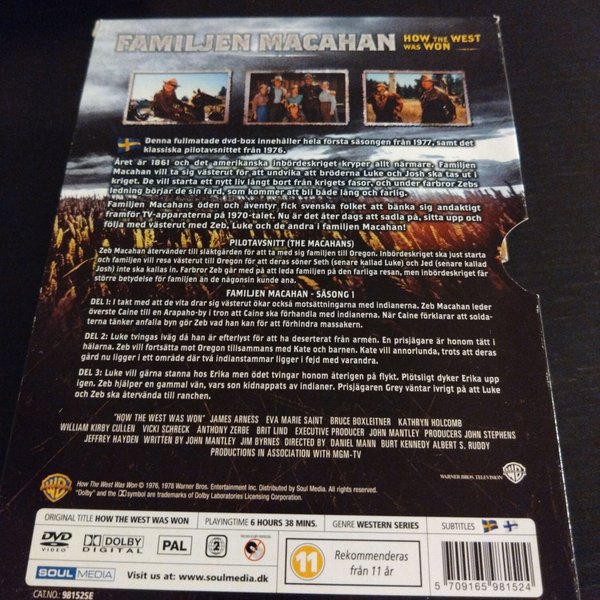 FAMILJEN MACAHAN HOW THE WEST
WAS WON
Denna fullmatade dvd-box innehåller hela första säsongen från 1977, samt det
klassiska pilotavsnittet från 1976.
Året är 1861 och det amerikanska inbördeskriget kryper allt närmare. Familjen
Macahan vill ta sig västerut för att undvika att bröderna Luke och Josh ska tas ut i
kriget. De vill starta ett nytt liv långt bort från krigets fasor, och under farbror Zebs
ledning börjar de sin färd, som kommer att bli både lång och farlig.
Familjen Macahans öden och äventyr fick svenska folket att bänka sig andaktigt
framför TV-apparaterna på 1970-talet. Nu är det åter dags att sadla på, sitta upp och
följa med västerut med Zeb, Luke och de andra i familjen Macahan!
PILOTAVSNITT (THE MACAHANS)
Zeb Macahan återvänder till släktgården för att ta med sig familjen till Oregon. Inbördeskriget ska just starta
och familjen vill resa västerut till Oregon för att deras söner Seth (senare kallad Luke) och Jed (senare kallad
Josh) inte ska kallas in. Farbror Zeb går med på att leda familjen på den farliga resan, men inbördeskriget får
större betydelse för familjen än de någonsin kunde ana.
FAMILJEN MACAHAN - SÄSONG 1
DEL 1: I takt med att de vita drar sig västerut ökar också motsättningarna med indianerna. Zeb Macahan leder
överste Caine till en Arapaho-by i tron att Caine ska förhandla med indianerna. När Caine förklarar att solda-
terna tänker anfalla byn gör Zeb vad han kan för att förhindra massakern.
DEL 2: Luke tvingas iväg då han är efterlyst för att ha deserterat från armén. En prisjägare är honom tätt i
hälarna. Zeb vill fortsätta mot Oregon tillsammans med Kate och barnen. Kate vill annorlunda, trots att deras
gård nu ligger i ett område där två indianstammar ligger i fejd med varandra.
DEL 3: Luke vill gärna stanna hos Erika men ödet tvingar honom återigen på flykt. Plötsligt dyker Erika upp
igen. Zeb hjälper en gammal vän, vars son kidnappats av indianer. Prisjägaren Grey väntar ivrigt på att Luke
och Zeb ska återvända till ranchen.
"HOW THE WEST WAS WON" JAMES ARNESS EVA MARIE SAINT BRUCE BOXLEITNER KATHRYN HOLCOMB
WILLIAM KIRBY CULLEN VICKI SCHRECK ANTHONY ZERBE BRIT LIND EXECUTIVE PRODUCER JOHN MANTLEY PRODUCERS JOHN STEPHENS
JEFFREY HAYDEN WRITTEN BY JOHN MANTLEY JIM BYRNES DIRECTED BY DANIEL MANN BURT KENNEDY ALBERT S. RUDDY
PRODUCTIONS IN ASSOCIATION WITH MGM-TV
WB
How The West Was Won © 1976, 1978 Warner Bros. Entertainment Inc. Distributed by Soul Media. All rights reserved.
"Dolby" and the DD symbol are trademarks of Dolby Laboratories Licensing Corporation.
WARNER BROS. TELEVISION WB
ORIGINAL TITLE HOW THE WEST WAS WON PLAYINGTIME 6 HOURS 38 MINS. GENRE WESTERN SERIES SUBTITLES
DVD VIDEO DOLBY DIGITAL PAL 2 11 Rekommenderas
från 11 år
SOUL MEDIA Visit us at: www.soulmedia.dk
5 709165 981524
CAT.NO. 98152SE